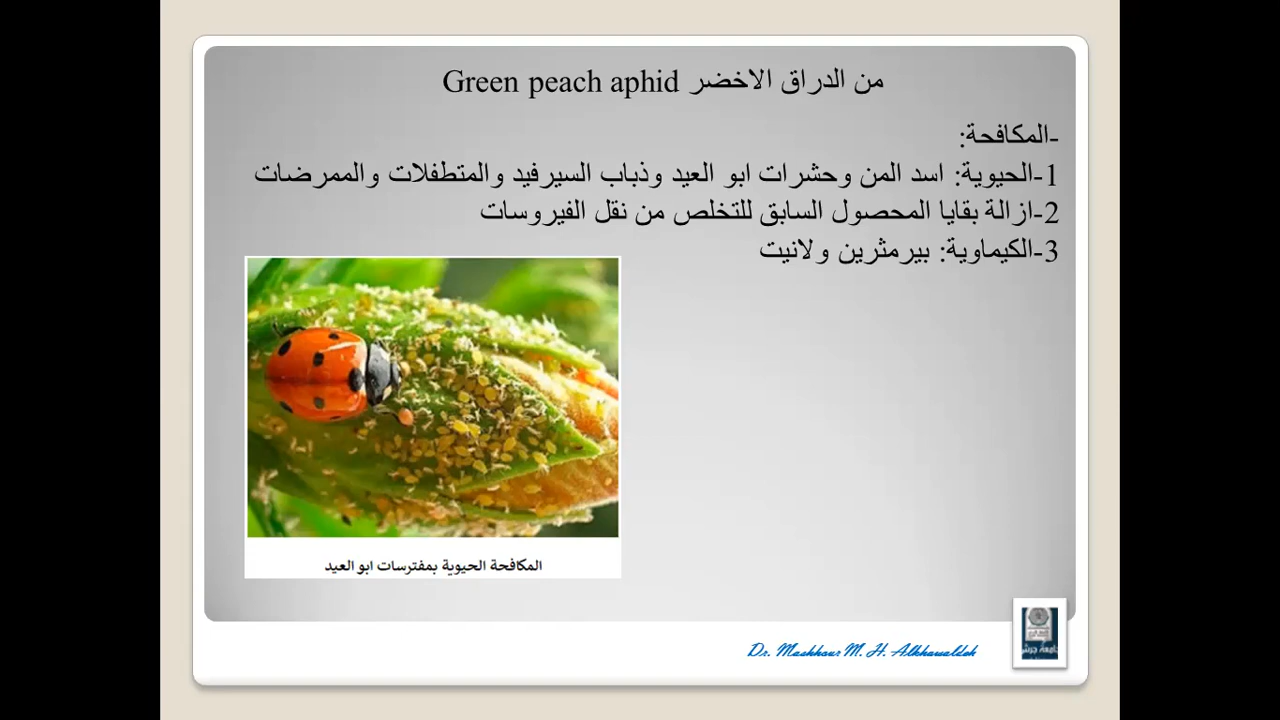 من الدراق الاخضر Green peach aphid
-المكافحة:
1-الحيوية: اسد المن وحشرات ابو العيد وذباب السيرفيد والمتطفلات والممرضات
2-ازالة بقايا المحصول السابق للتخلص من نقل الفيروسات
3-الكيماوية: بيرمثرين ولانيت
المكافحة الحيوية بمفترسات ابو العيد
Dr. Mashhour M. H. Alkhawaldeh